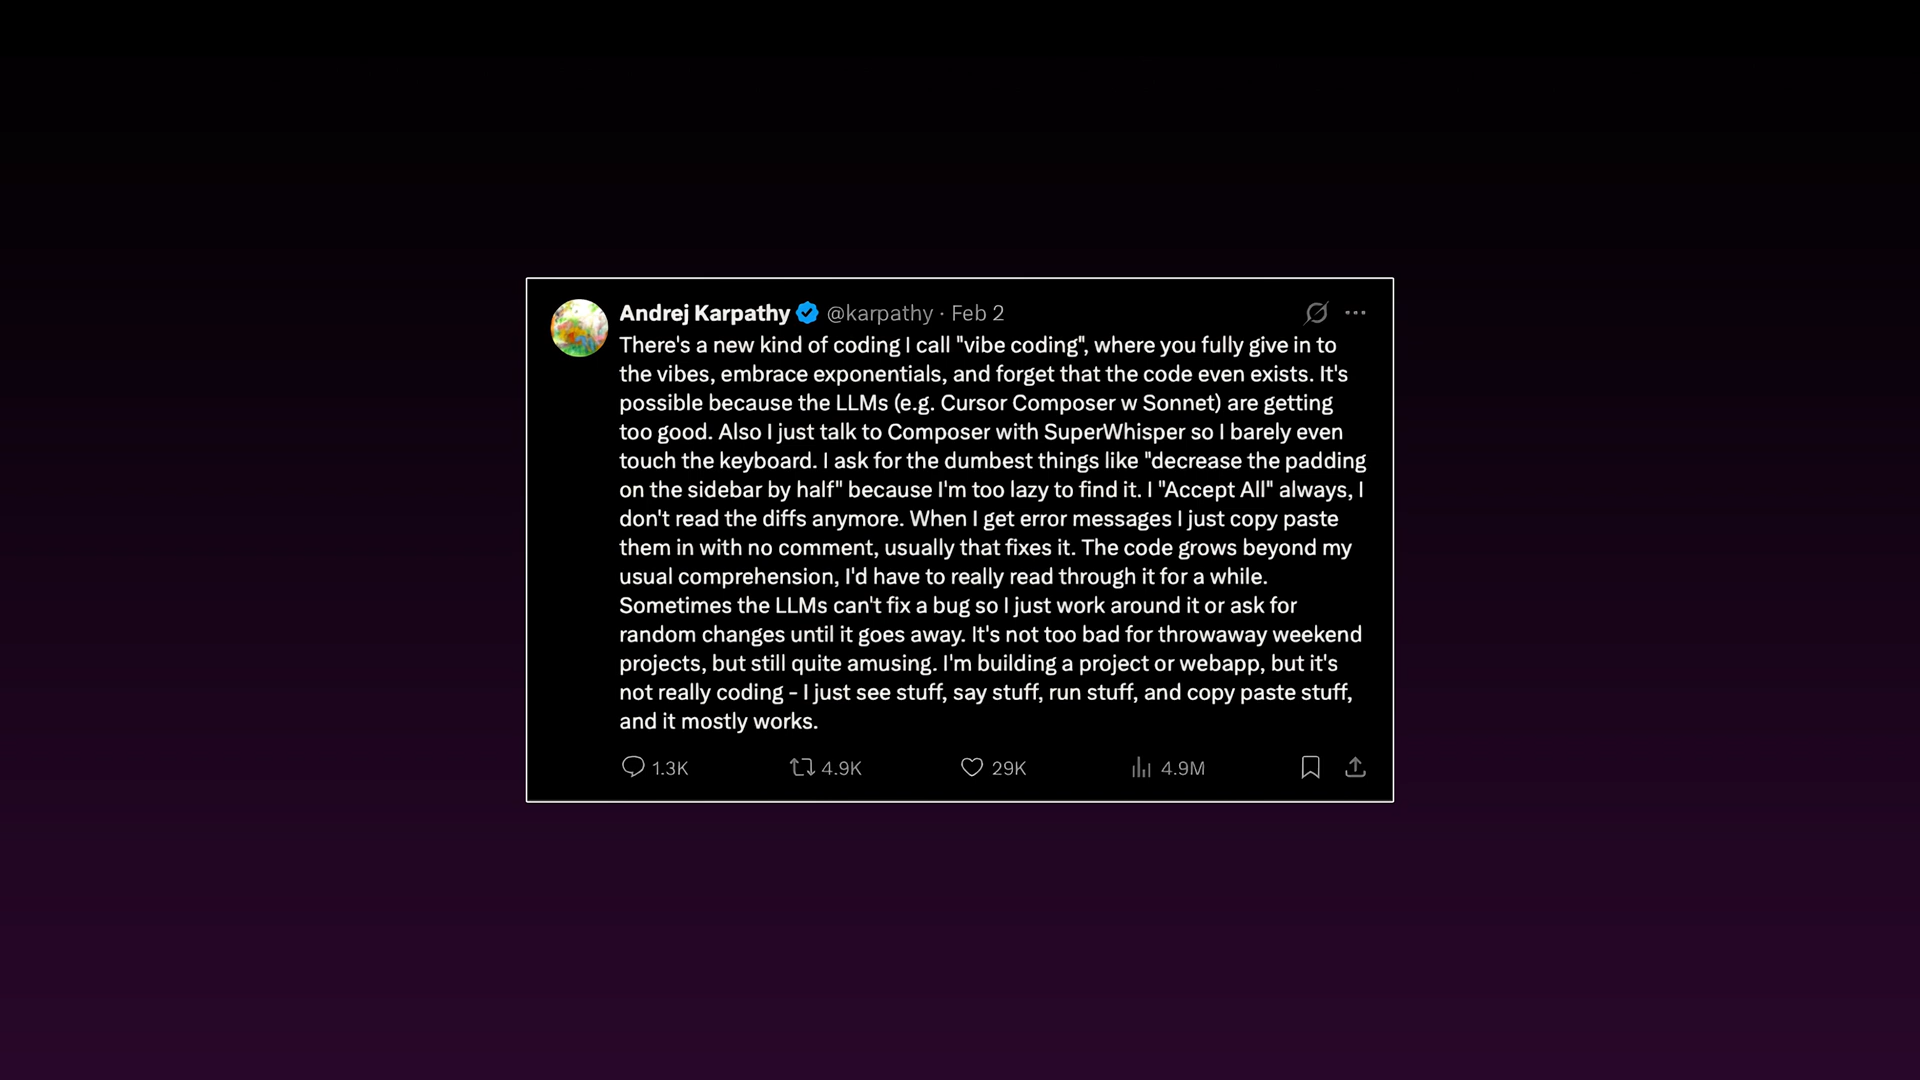 Andrej Karpathy @karpathy · Feb 2
There's a new kind of coding I call "vibe coding", where you fully give in to
the vibes, embrace exponentials, and forget that the code even exists. It's
possible because the LLMs (e.g. Cursor Composer w Sonnet) are getting
too good. Also I just talk to Composer with SuperWhisper so I barely even
touch the keyboard. I ask for the dumbest things like "decrease the padding
on the sidebar by half" because I'm too lazy to find it. I "Accept All" always, I
don't read the diffs anymore. When I get error messages I just copy paste
them in with no comment, usually that fixes it. The code grows beyond my
usual comprehension, I'd have to really read through it for a while.
Sometimes the LLMs can't fix a bug so I just work around it or ask for
random changes until it goes away. It's not too bad for throwaway weekend
projects, but still quite amusing. I'm building a project or webapp, but it's
not really coding - I just see stuff, say stuff, run stuff, and copy paste stuff,
and it mostly works.
1.3K 4.9K 29K 4.9M